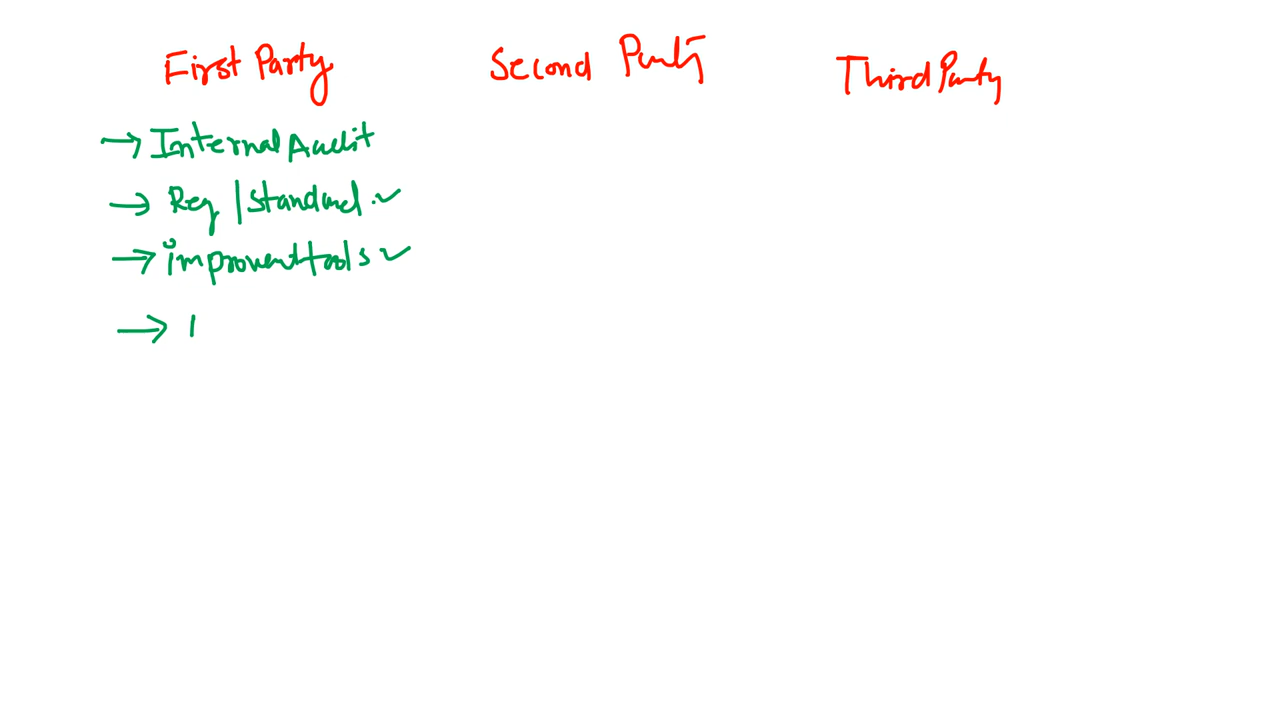 First Party
Second Party
Third Party
→ Internal Audit
→ Reg | Standard ✓
→ improvement tools ✓
→ I